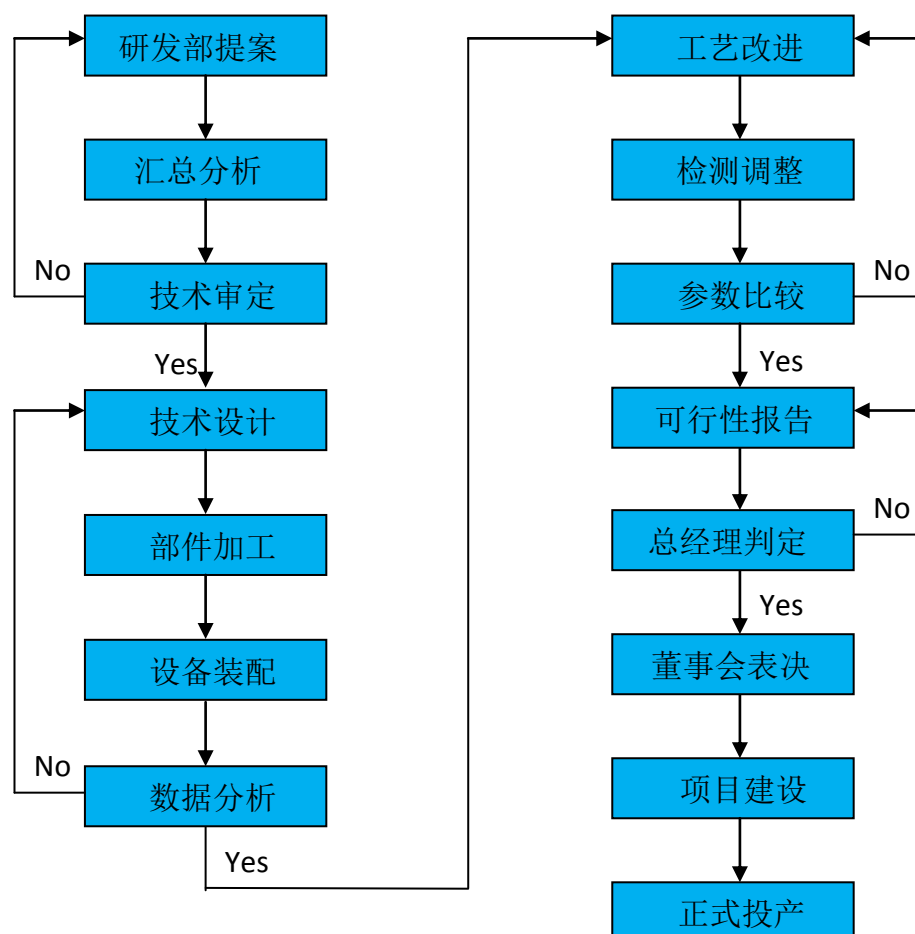 研发部提案
汇总分析
No
技术审定
Yes
技术设计
部件加工
设备装配
No
数据分析
Yes
工艺改进
检测调整
No
参数比较
Yes
可行性报告
No
总经理判定
Yes
董事会表决
项目建设
正式投产